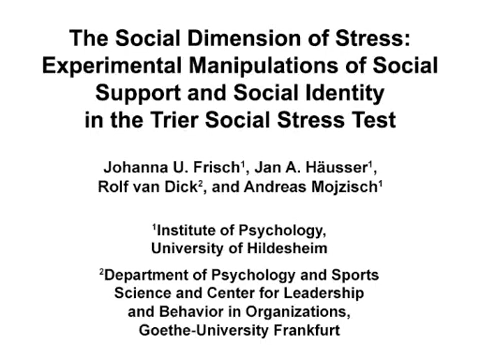 The Social Dimension of Stress:
Experimental Manipulations of Social
Support and Social Identity
in the Trier Social Stress Test
Johanna U. Frisch¹, Jan A. Häusser¹,
Rolf van Dick², and Andreas Mojzisch¹
¹Institute of Psychology,
University of Hildesheim
²Department of Psychology and Sports
Science and Center for Leadership
and Behavior in Organizations,
Goethe-University Frankfurt